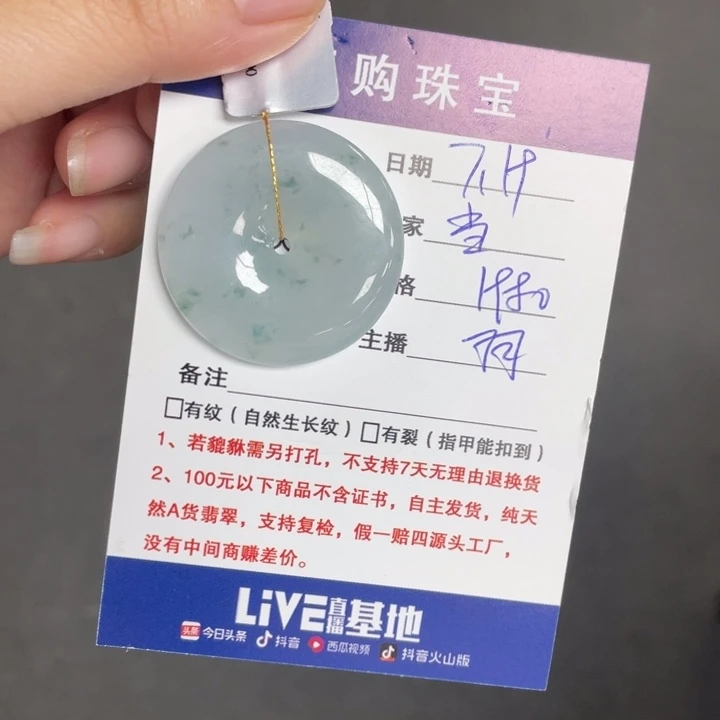 购珠宝
日期
家
格
主播
备注
□有纹（自然生长纹）□有裂（指甲能扣到）
1、若貔貅需另打孔，不支持7天无理由退换货
2、100元以下商品不含证书，自主发货，纯天
然A货翡翠，支持复检，假一赔四源头工厂，
没有中间商赚差价。
LiVE直播基地
头条 今日头条 抖音 西瓜视频 抖音火山版